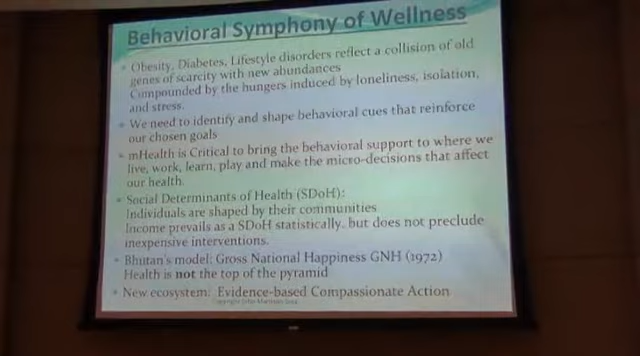 Behavioral Symphony of Wellness
Obesity, Diabetes, Lifestyle disorders reflect a collision of old
genes of scarcity with new abundances
Compounded by the hungers induced by loneliness, isolation,
and stress.
We need to identify and shape behavioral cues that reinforce
our chosen goals
mHealth is Critical to bring the behavioral support to where we
live, work, learn, play and make the micro-decisions that affect
our health.
Social Determinants of Health (SDoH):
Individuals are shaped by their communities
Income prevails as a SDoH statistically, but does not preclude
inexpensive interventions.
Bhutan's model: Gross National Happiness GNH (1972)
Health is not the top of the pyramid
New ecosystem: Evidence-based Compassionate Action
Copyright